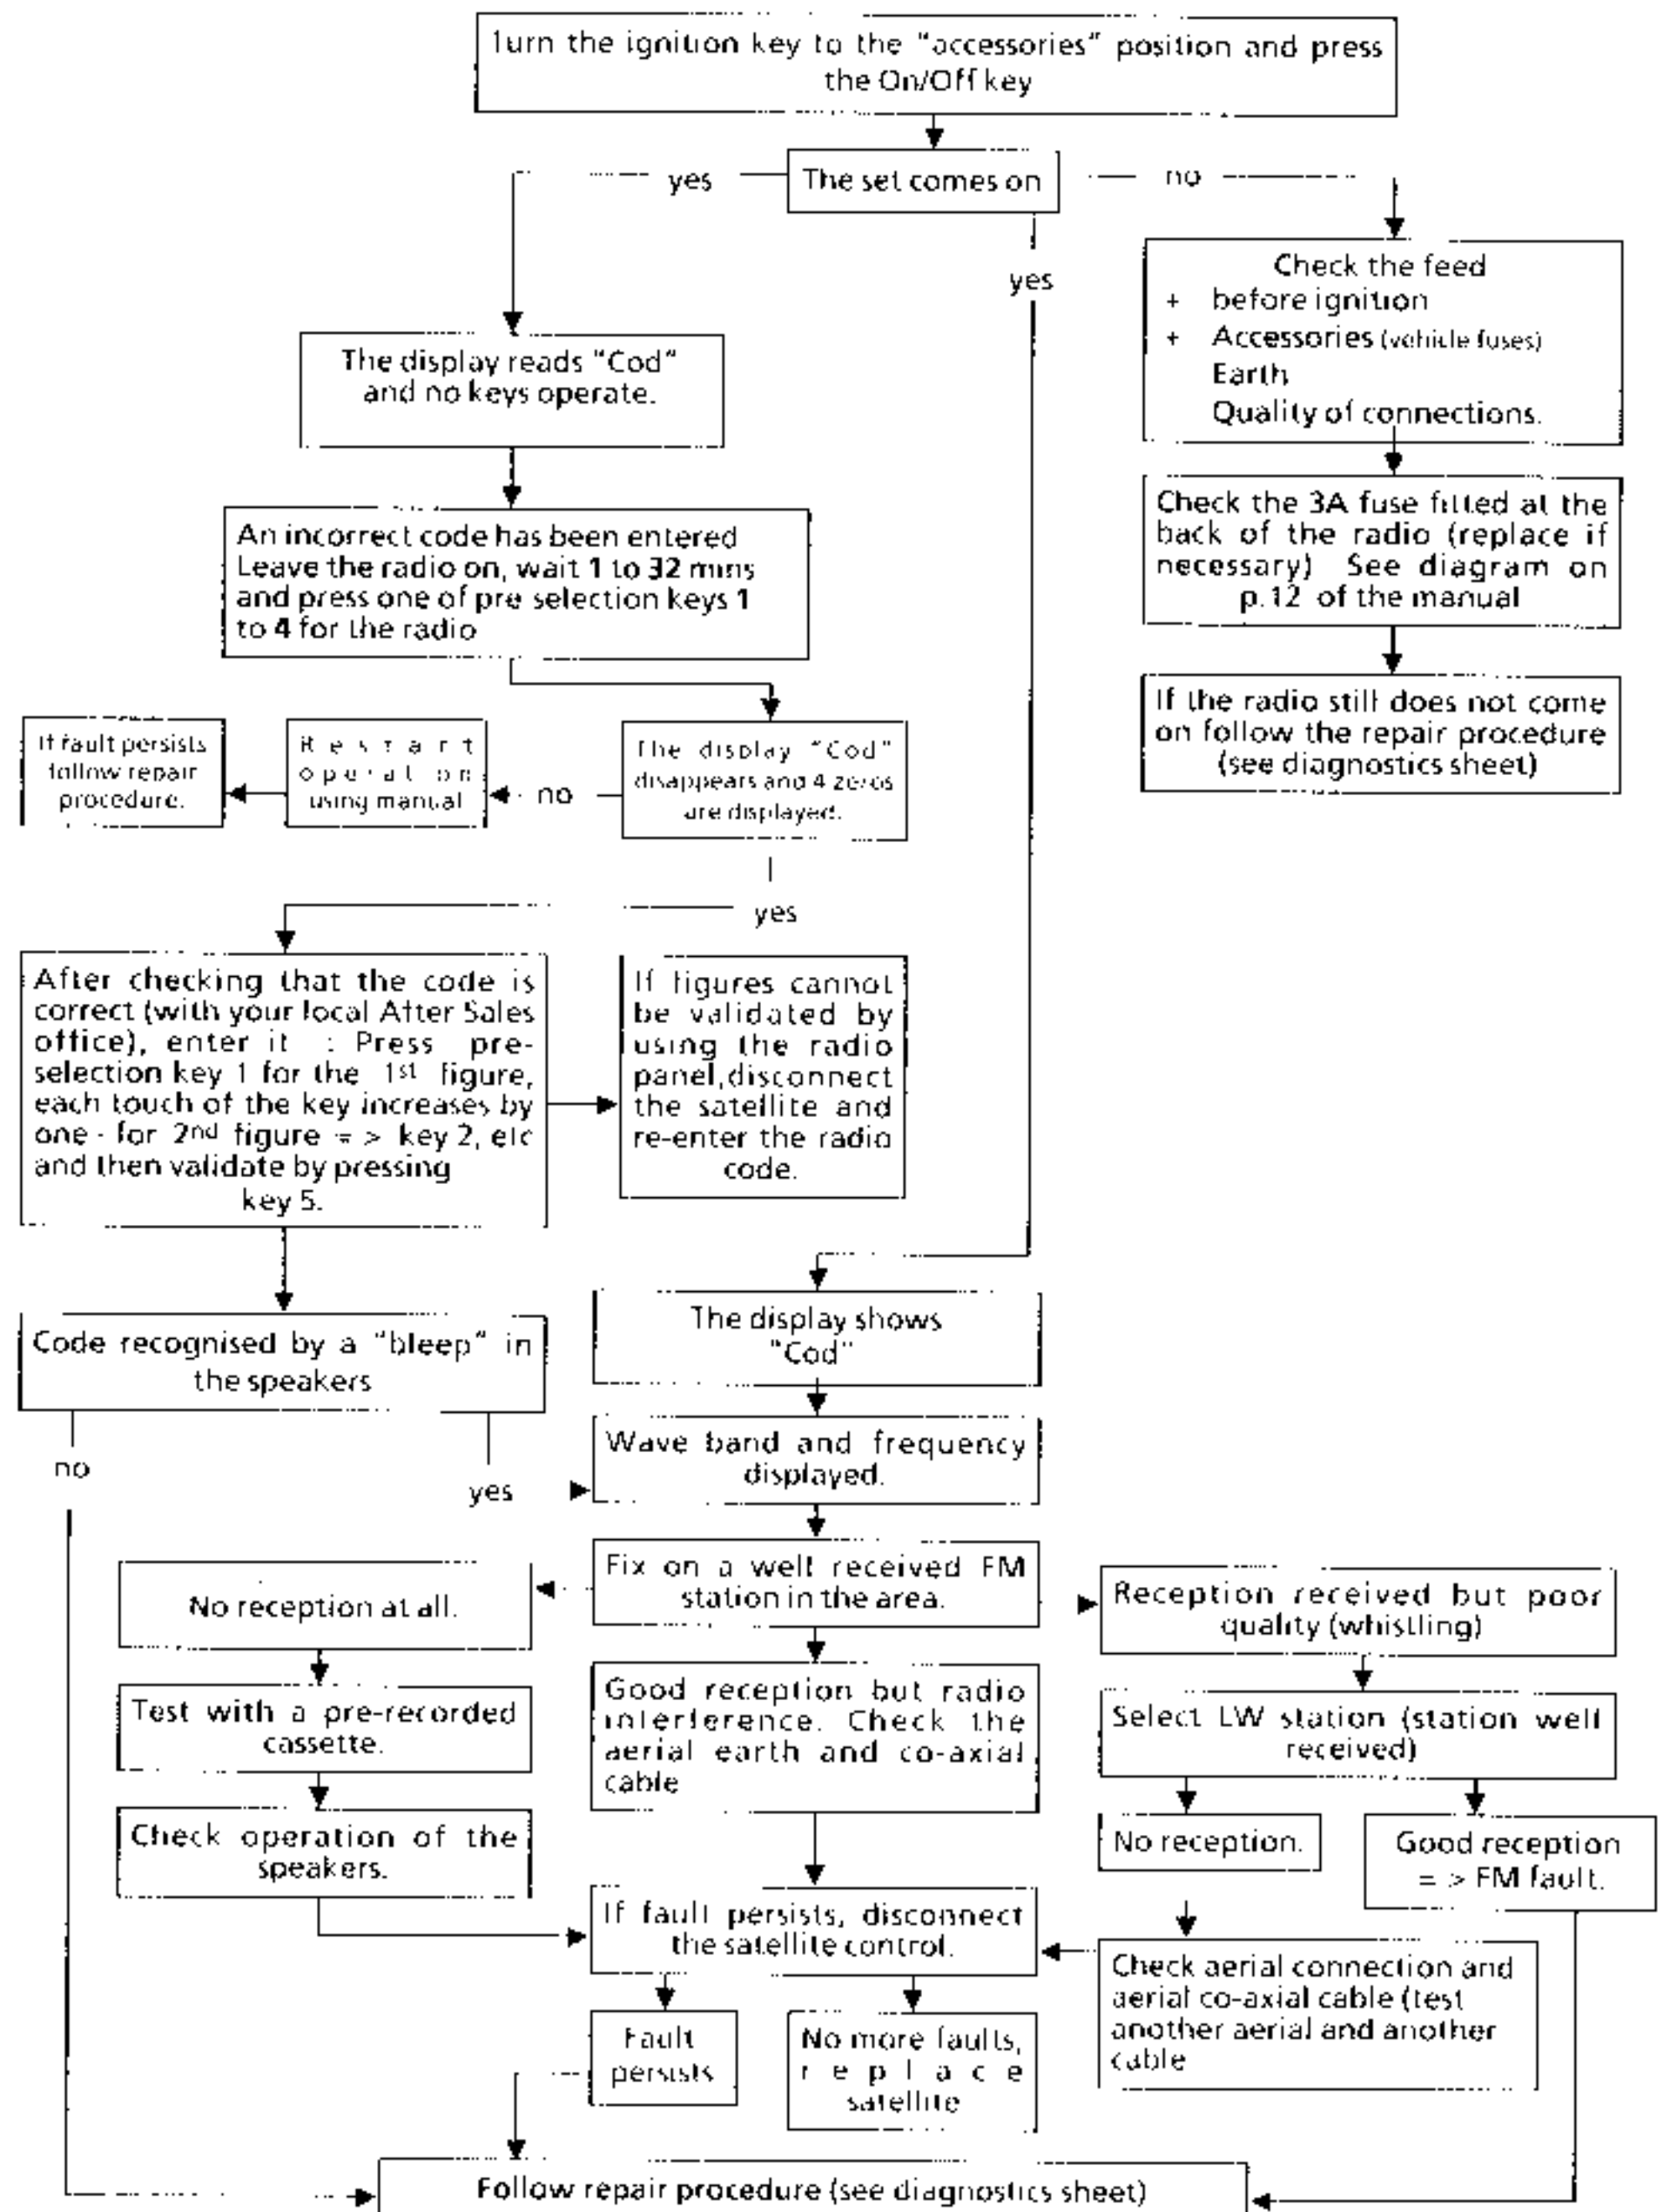 Turn the ignition key to the "accessories" position and press
the On/Off key
yes
The set comes on
no
yes
Check the feed
+ before ignition
+ Accessories (vehicle fuses)
Earth
Quality of connections.
The display reads "Cod"
and no keys operate.
Check the 3A fuse fitted at the
back of the radio (replace if
necessary) See diagram on
p.12 of the manual
An incorrect code has been entered
Leave the radio on, wait 1 to 32 mins
and press one of pre selection keys 1
to 4 for the radio
If the radio still does not come
on follow the repair procedure
(see diagnostics sheet)
If fault persists
follow repair
procedure.
Restart
operation
using manual
no
The display "Cod"
disappears and 4 zeros
are displayed.
yes
After checking that the code is
correct (with your local After Sales
office), enter it : Press pre-
selection key 1 for the 1st figure,
each touch of the key increases by
one - for 2nd figure = > key 2, etc
and then validate by pressing
key 5.
If figures cannot
be validated by
using the radio
panel,disconnect
the satellite and
re-enter the radio
code.
Code recognised by a "bleep" in
the speakers
The display shows
"Cod"
no
yes
Wave band and frequency
displayed.
Fix on a well received FM
station in the area.
No reception at all.
Reception received but poor
quality (whistling)
Test with a pre-recorded
cassette.
Good reception but radio
interference. Check the
aerial earth and co-axial
cable
Select LW station (station well
received)
Check operation of the
speakers.
No reception.
Good reception
= > FM fault.
If fault persists, disconnect
the satellite control.
Check aerial connection and
aerial co-axial cable (test
another aerial and another
cable
Fault
persists
No more faults,
replace
satellite
Follow repair procedure (see diagnostics sheet)